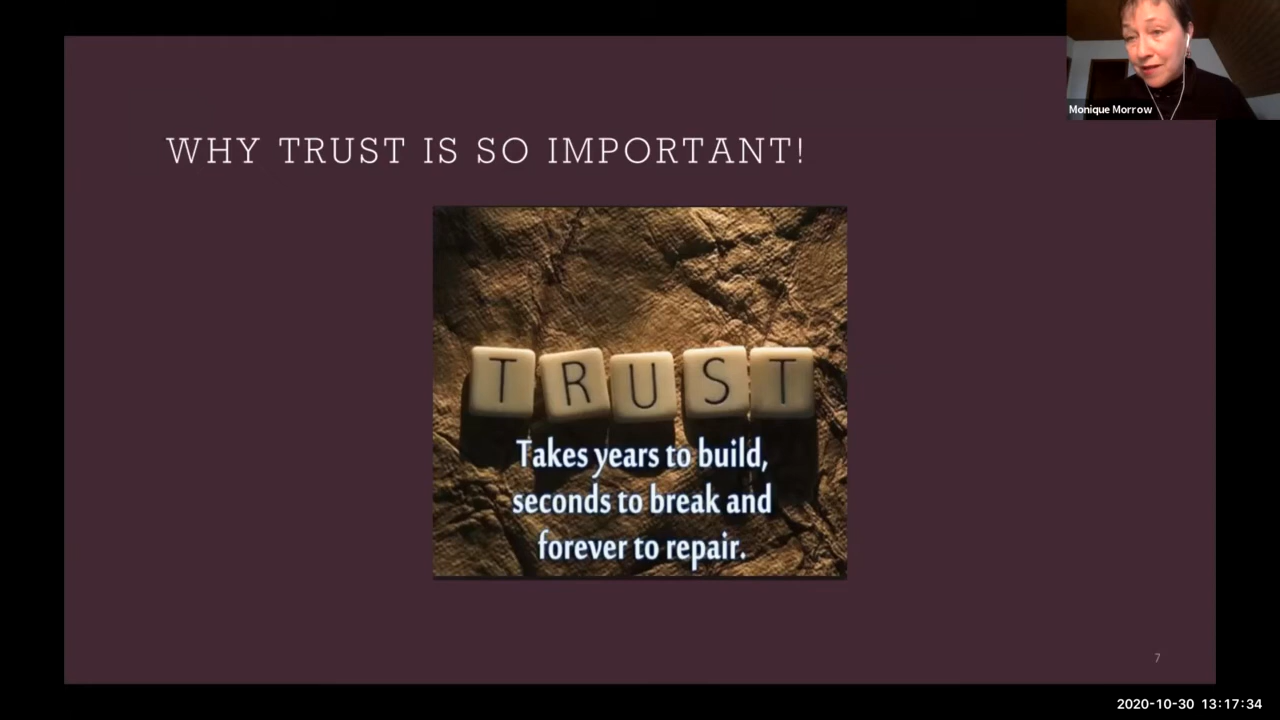 Monique Morrow
WHY TRUST IS SO IMPORTANT!
TRUST
Takes years to build,
seconds to break and
forever to repair.
7
2020-10-30 13:17:34